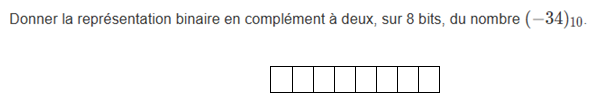 Donner la représentation binaire en complément à deux, sur 8 bits, du nombre (−34)₁₀.